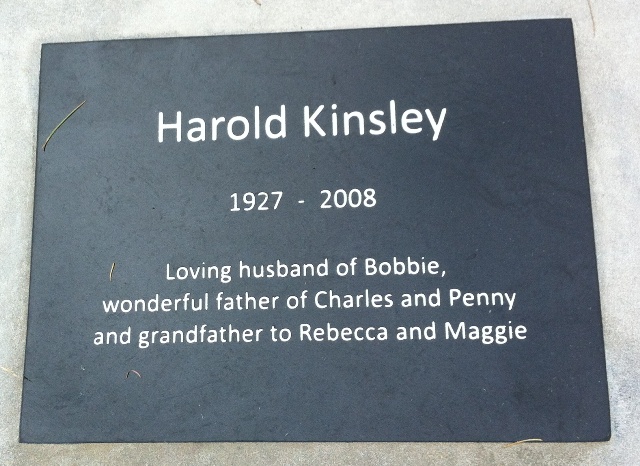 Harold Kinsley
1927 - 2008
Loving husband of Bobbie,
wonderful father of Charles and Penny
and grandfather to Rebecca and Maggie